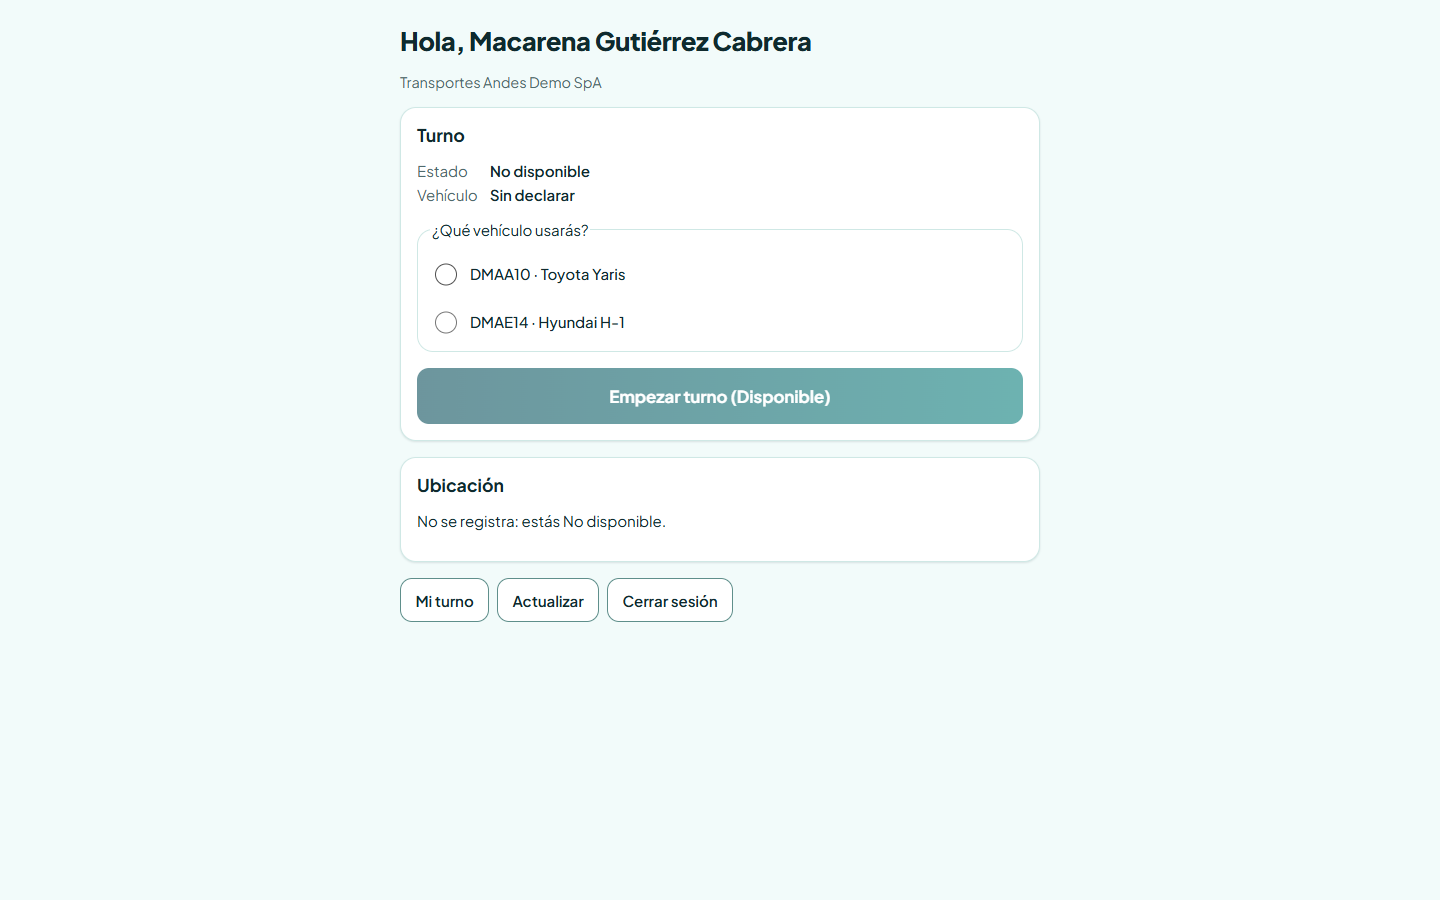 Hola, Macarena Gutiérrez Cabrera
Transportes Andes Demo SpA
Turno
Estado No disponible
Vehículo Sin declarar
¿Qué vehículo usarás?
DMAA10 · Toyota Yaris
DMAE14 · Hyundai H-1
Empezar turno (Disponible)
Ubicación
No se registra: estás No disponible.
Mi turno Actualizar Cerrar sesión